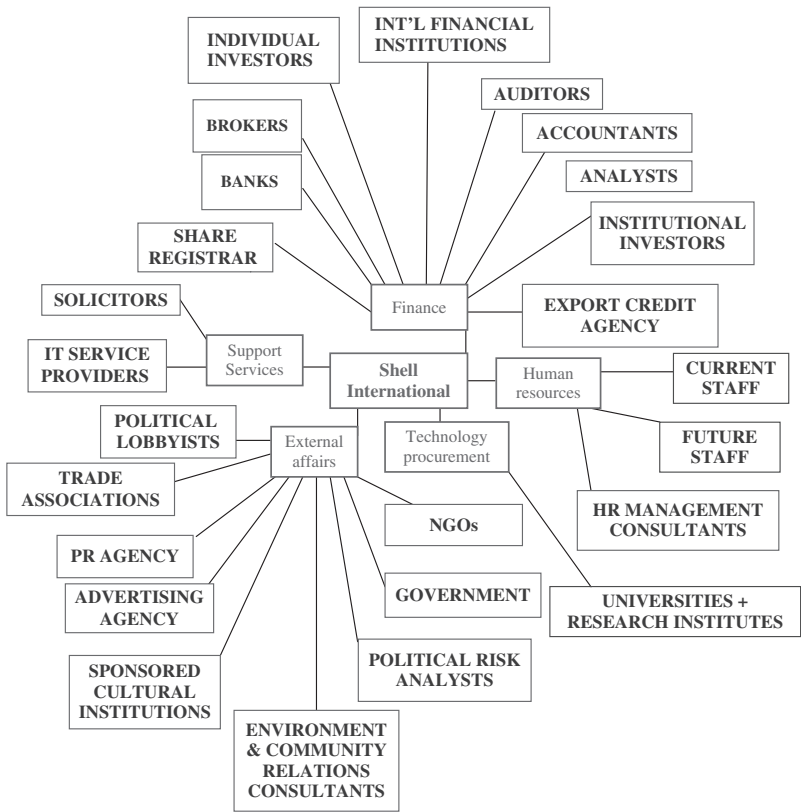 INDIVIDUAL
INVESTORS
INT’L FINANCIAL
INSTITUTIONS
AUDITORS
BROKERS
ACCOUNTANTS
BANKS
ANALYSTS
SHARE
REGISTRAR
INSTITUTIONAL
INVESTORS
SOLICITORS
Finance
EXPORT CREDIT
AGENCY
IT SERVICE
PROVIDERS
Support
Services
Shell
International
Human
resources
CURRENT
STAFF
POLITICAL
LOBBYISTS
External
affairs
Technology
procurement
FUTURE
STAFF
TRADE
ASSOCIATIONS
NGOs
HR MANAGEMENT
CONSULTANTS
PR AGENCY
ADVERTISING
AGENCY
GOVERNMENT
UNIVERSITIES +
RESEARCH INSTITUTES
SPONSORED
CULTURAL
INSTITUTIONS
POLITICAL RISK
ANALYSTS
ENVIRONMENT
& COMMUNITY
RELATIONS
CONSULTANTS